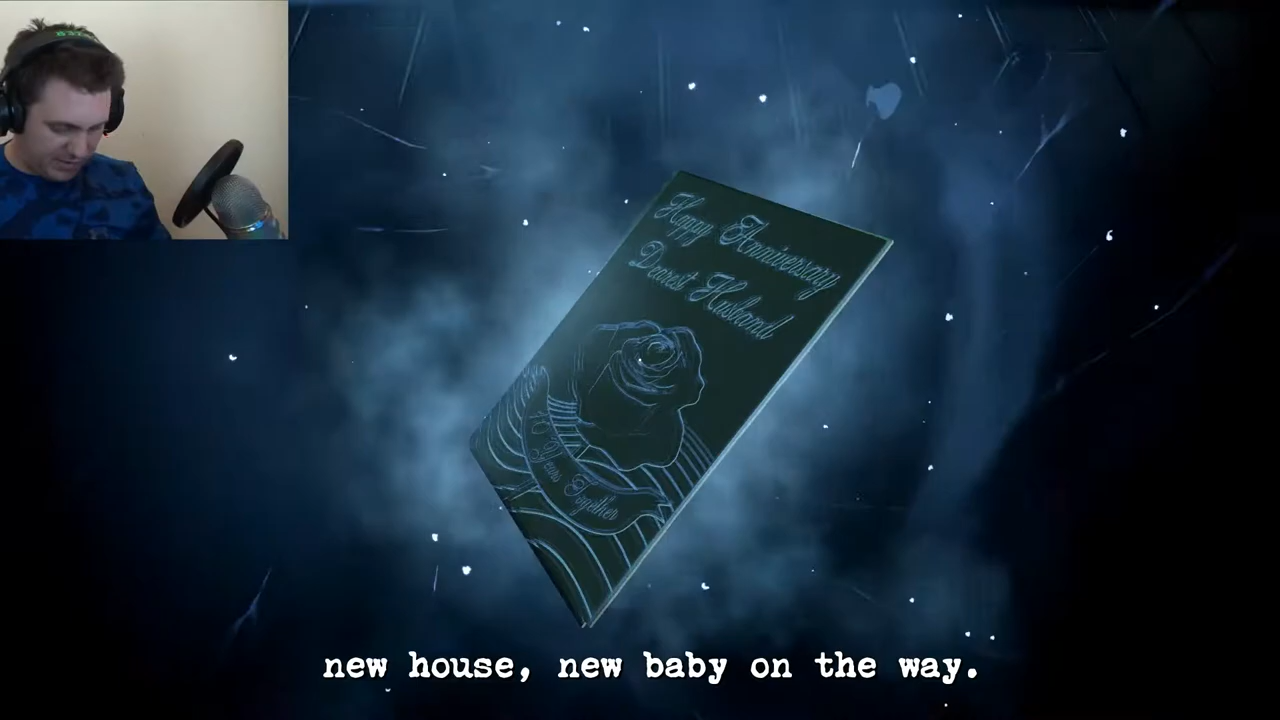 Happy Anniversary
Dearest Husband
Years Together
new house, new baby on the way.